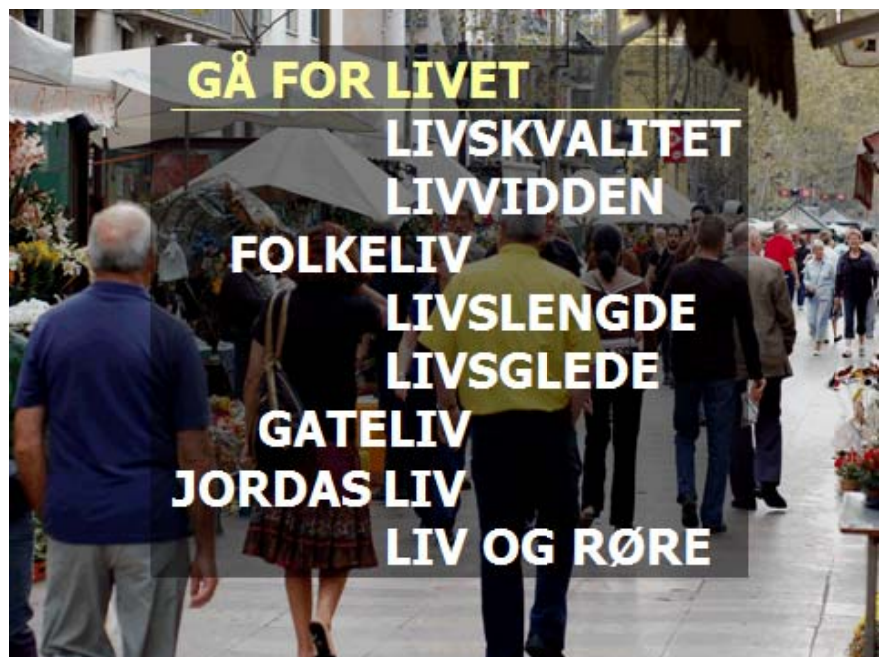 GÅ FOR LIVET
LIVSKVALITET
LIVVIDDEN
FOLKELIV
LIVSLENGDE
LIVSGLEDE
GATELIV
JORDAS LIV
LIV OG RØRE